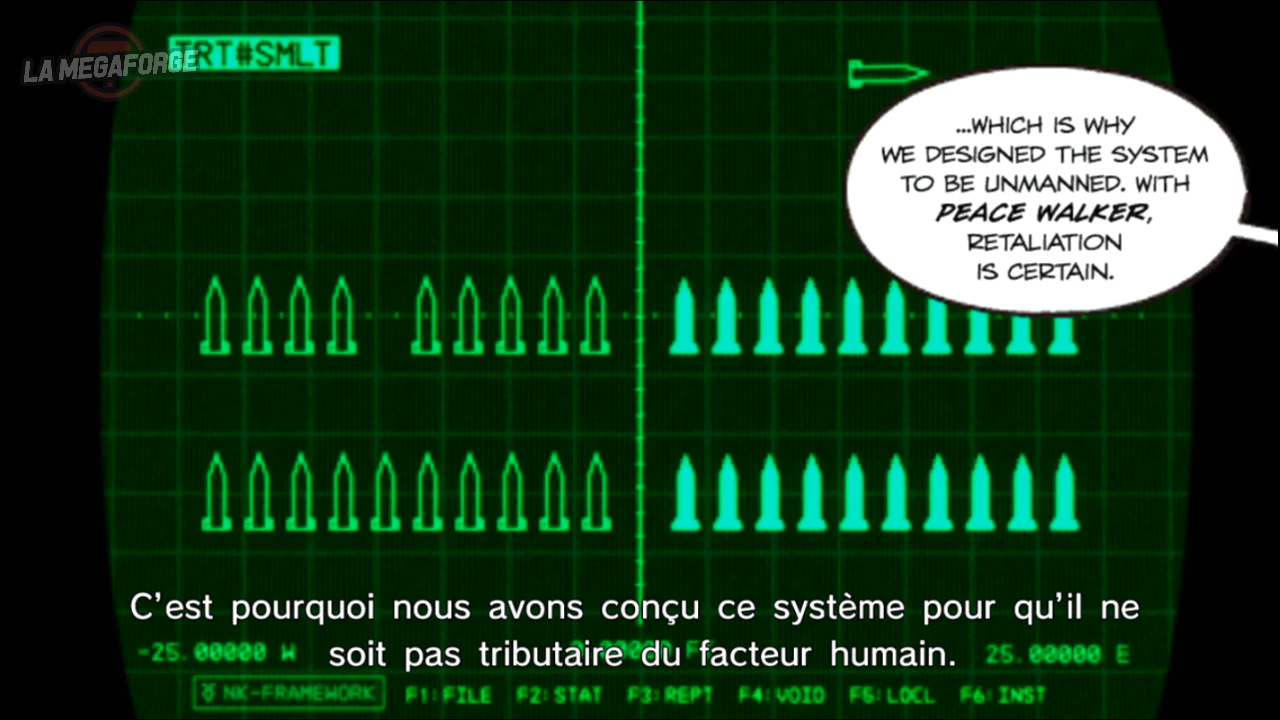 LA MEGAFORGE
TRT#SMLT
...WHICH IS WHY
WE DESIGNED THE SYSTEM
TO BE UNMANNED. WITH
PEACE WALKER,
RETALIATION
IS CERTAIN.
C'est pourquoi nous avons conçu ce système pour qu'il ne
soit pas tributaire du facteur humain.
-25.00000 W
25.00000 E
NK-FRAMEWORK F1:FILE F2:STAT F3:REPT F4:VOID F5:LOCL F6:INST